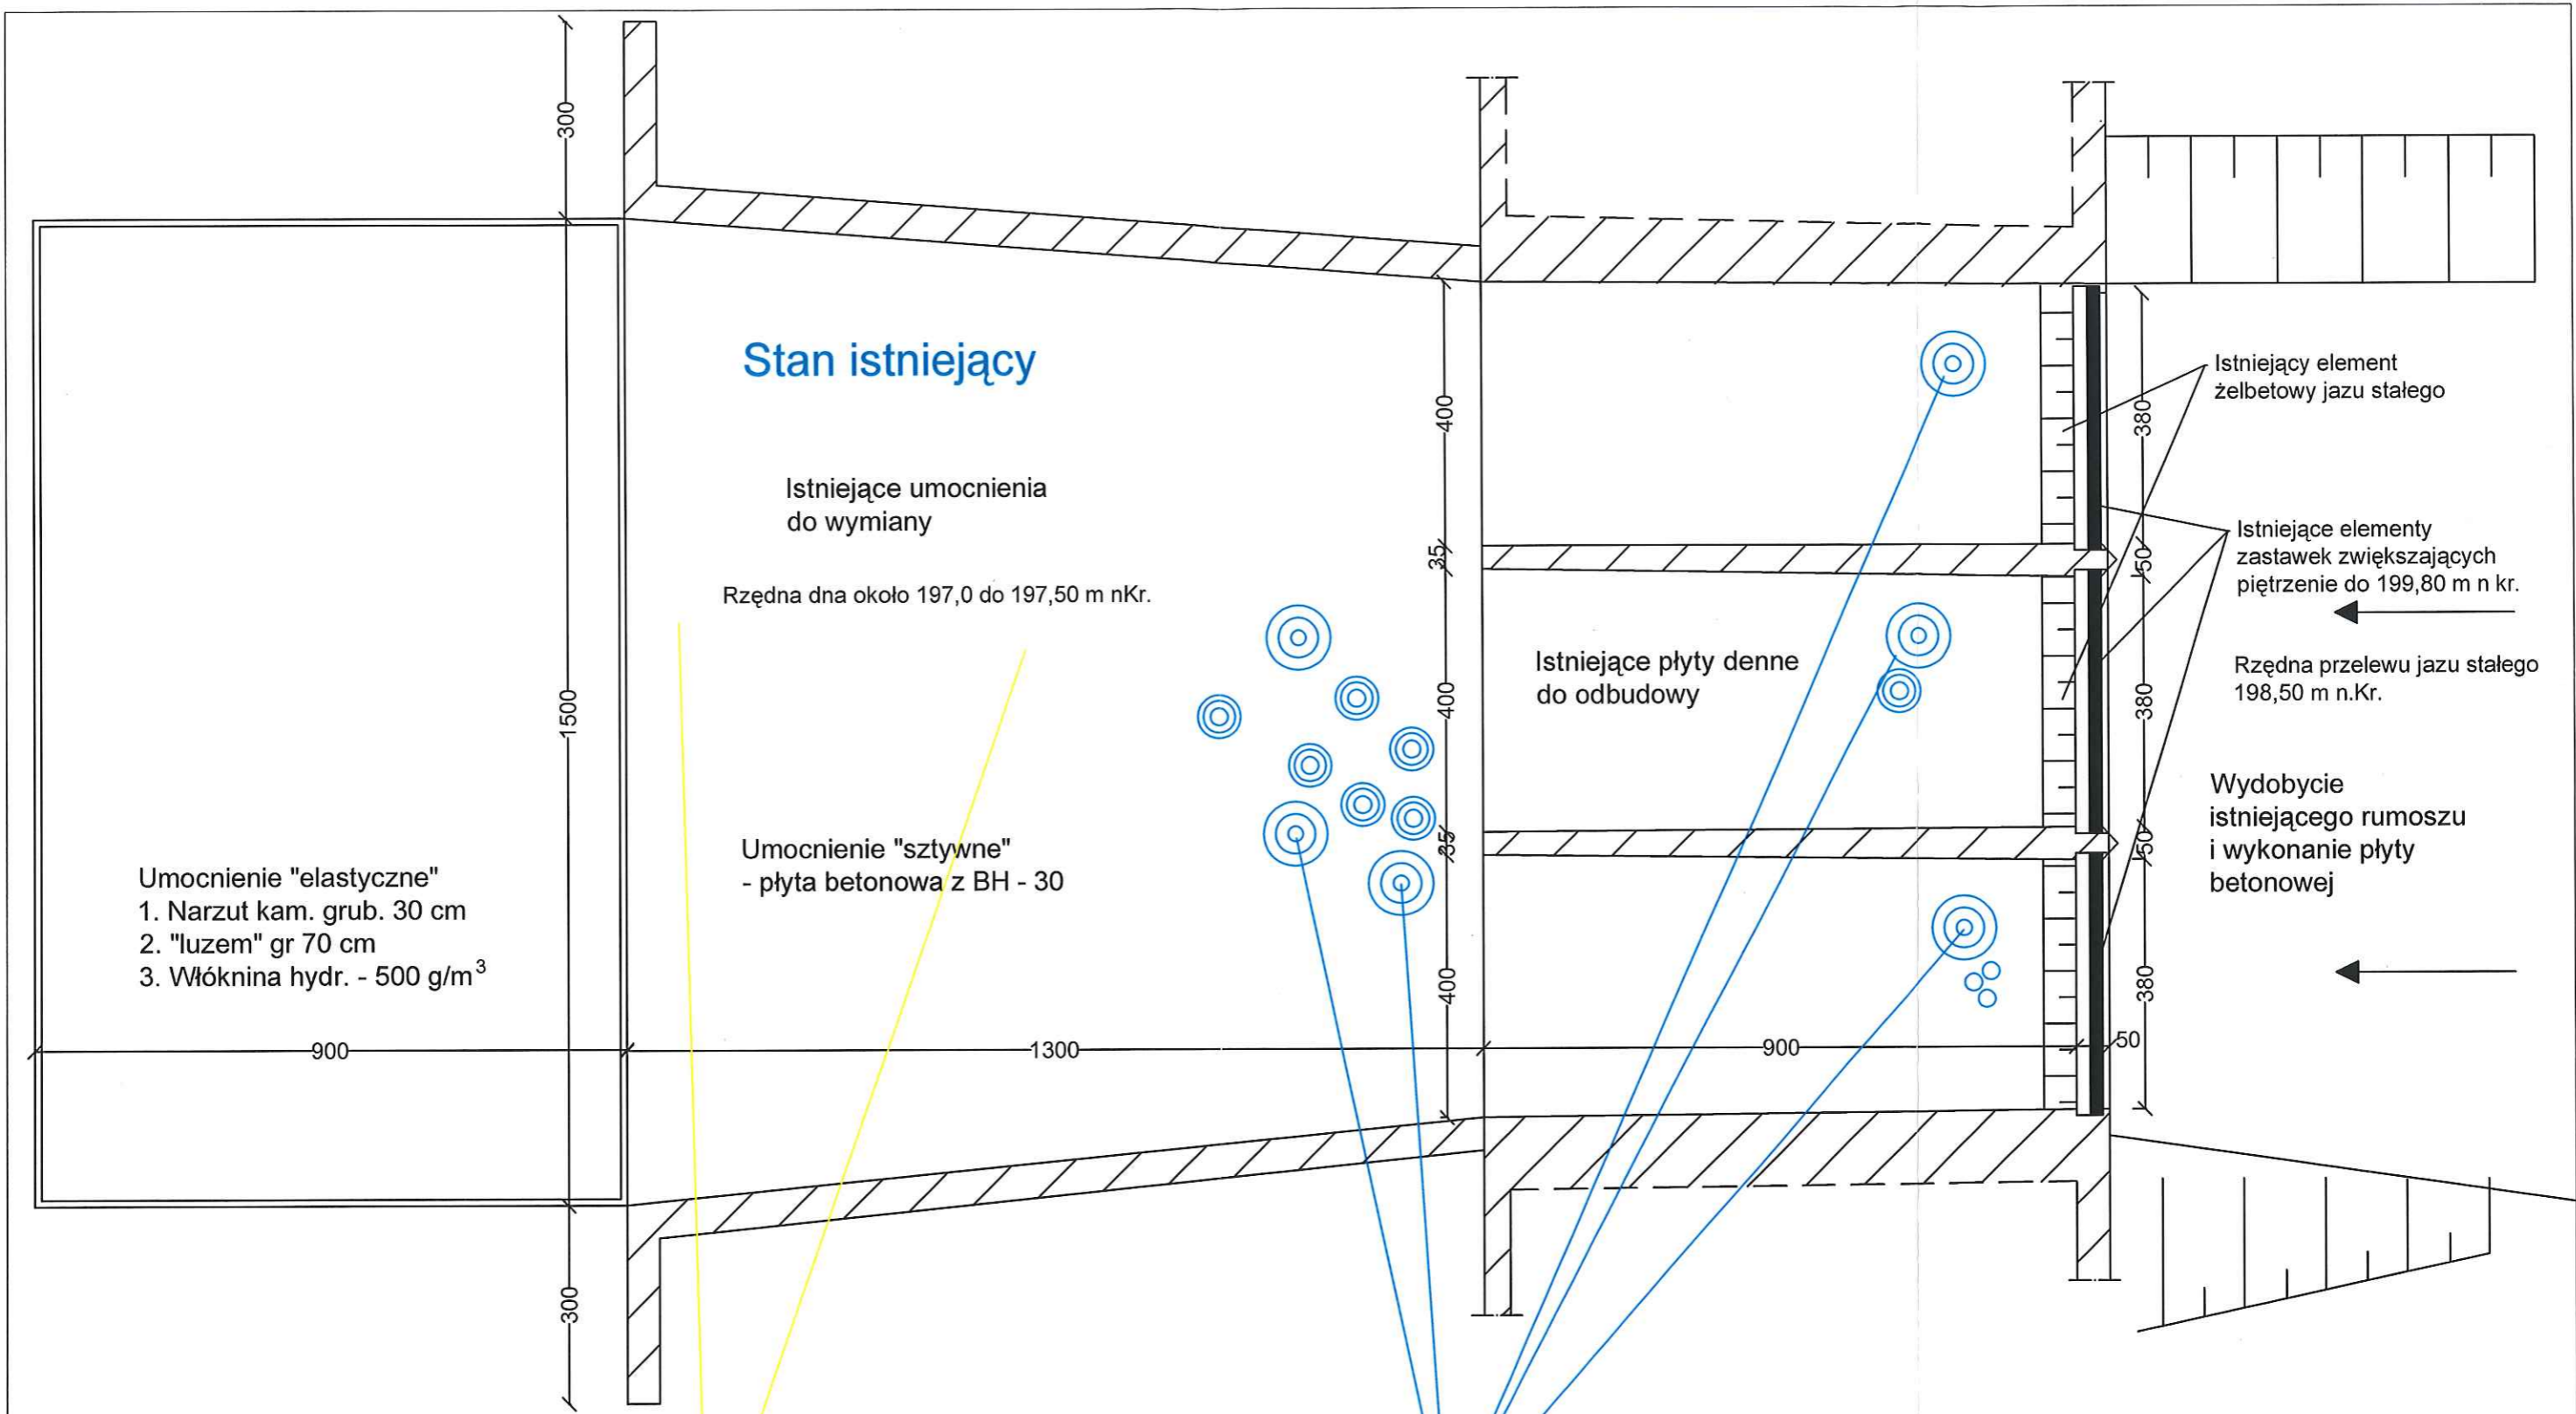 Stan istniejący
Istniejące umocnienia
do wymiany
Rzędna dna około 197,0 do 197,50 m nKr.
Umocnienie "sztywne"
- płyta betonowa z BH - 30
Umocnienie "elastyczne"
1. Narzut kam. grub. 30 cm
2. "luzem" gr 70 cm
3. Włóknina hydr. - 500 g/m³
Istniejące płyty denne
do odbudowy
Istniejący element
żelbetowy jazu stałego
Istniejące elementy
zastawek zwiększających
piętrzenie do 199,80 m n kr.
Rzędna przelewu jazu stałego
198,50 m n.Kr.
Wydobycie
istniejącego rumoszu
i wykonanie płyty
betonowej
300
1500
300
900
1300
900
50
400
35
400
35
400
380
50
380
50
380